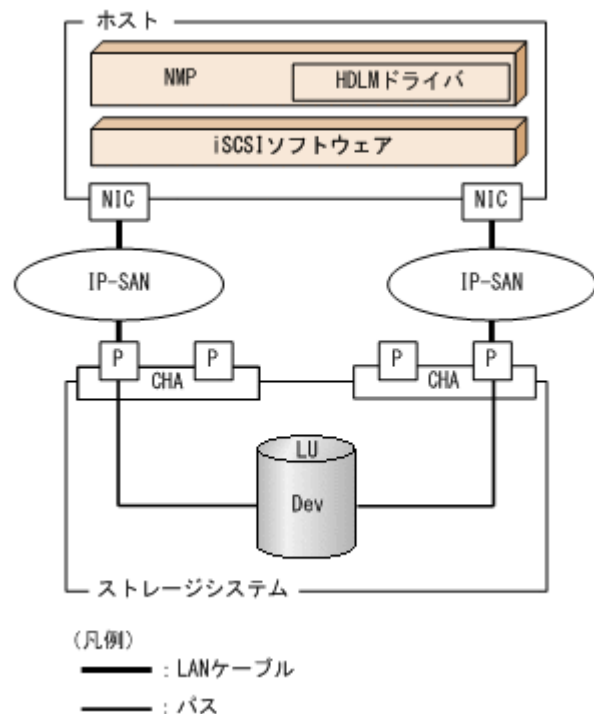 ホスト
NMP
HDLMドライバ
iSCSIソフトウェア
NIC
NIC
IP-SAN
IP-SAN
P
P
P
P
CHA
CHA
LU
Dev
ストレージシステム
(凡例)
: LANケーブル
: パス